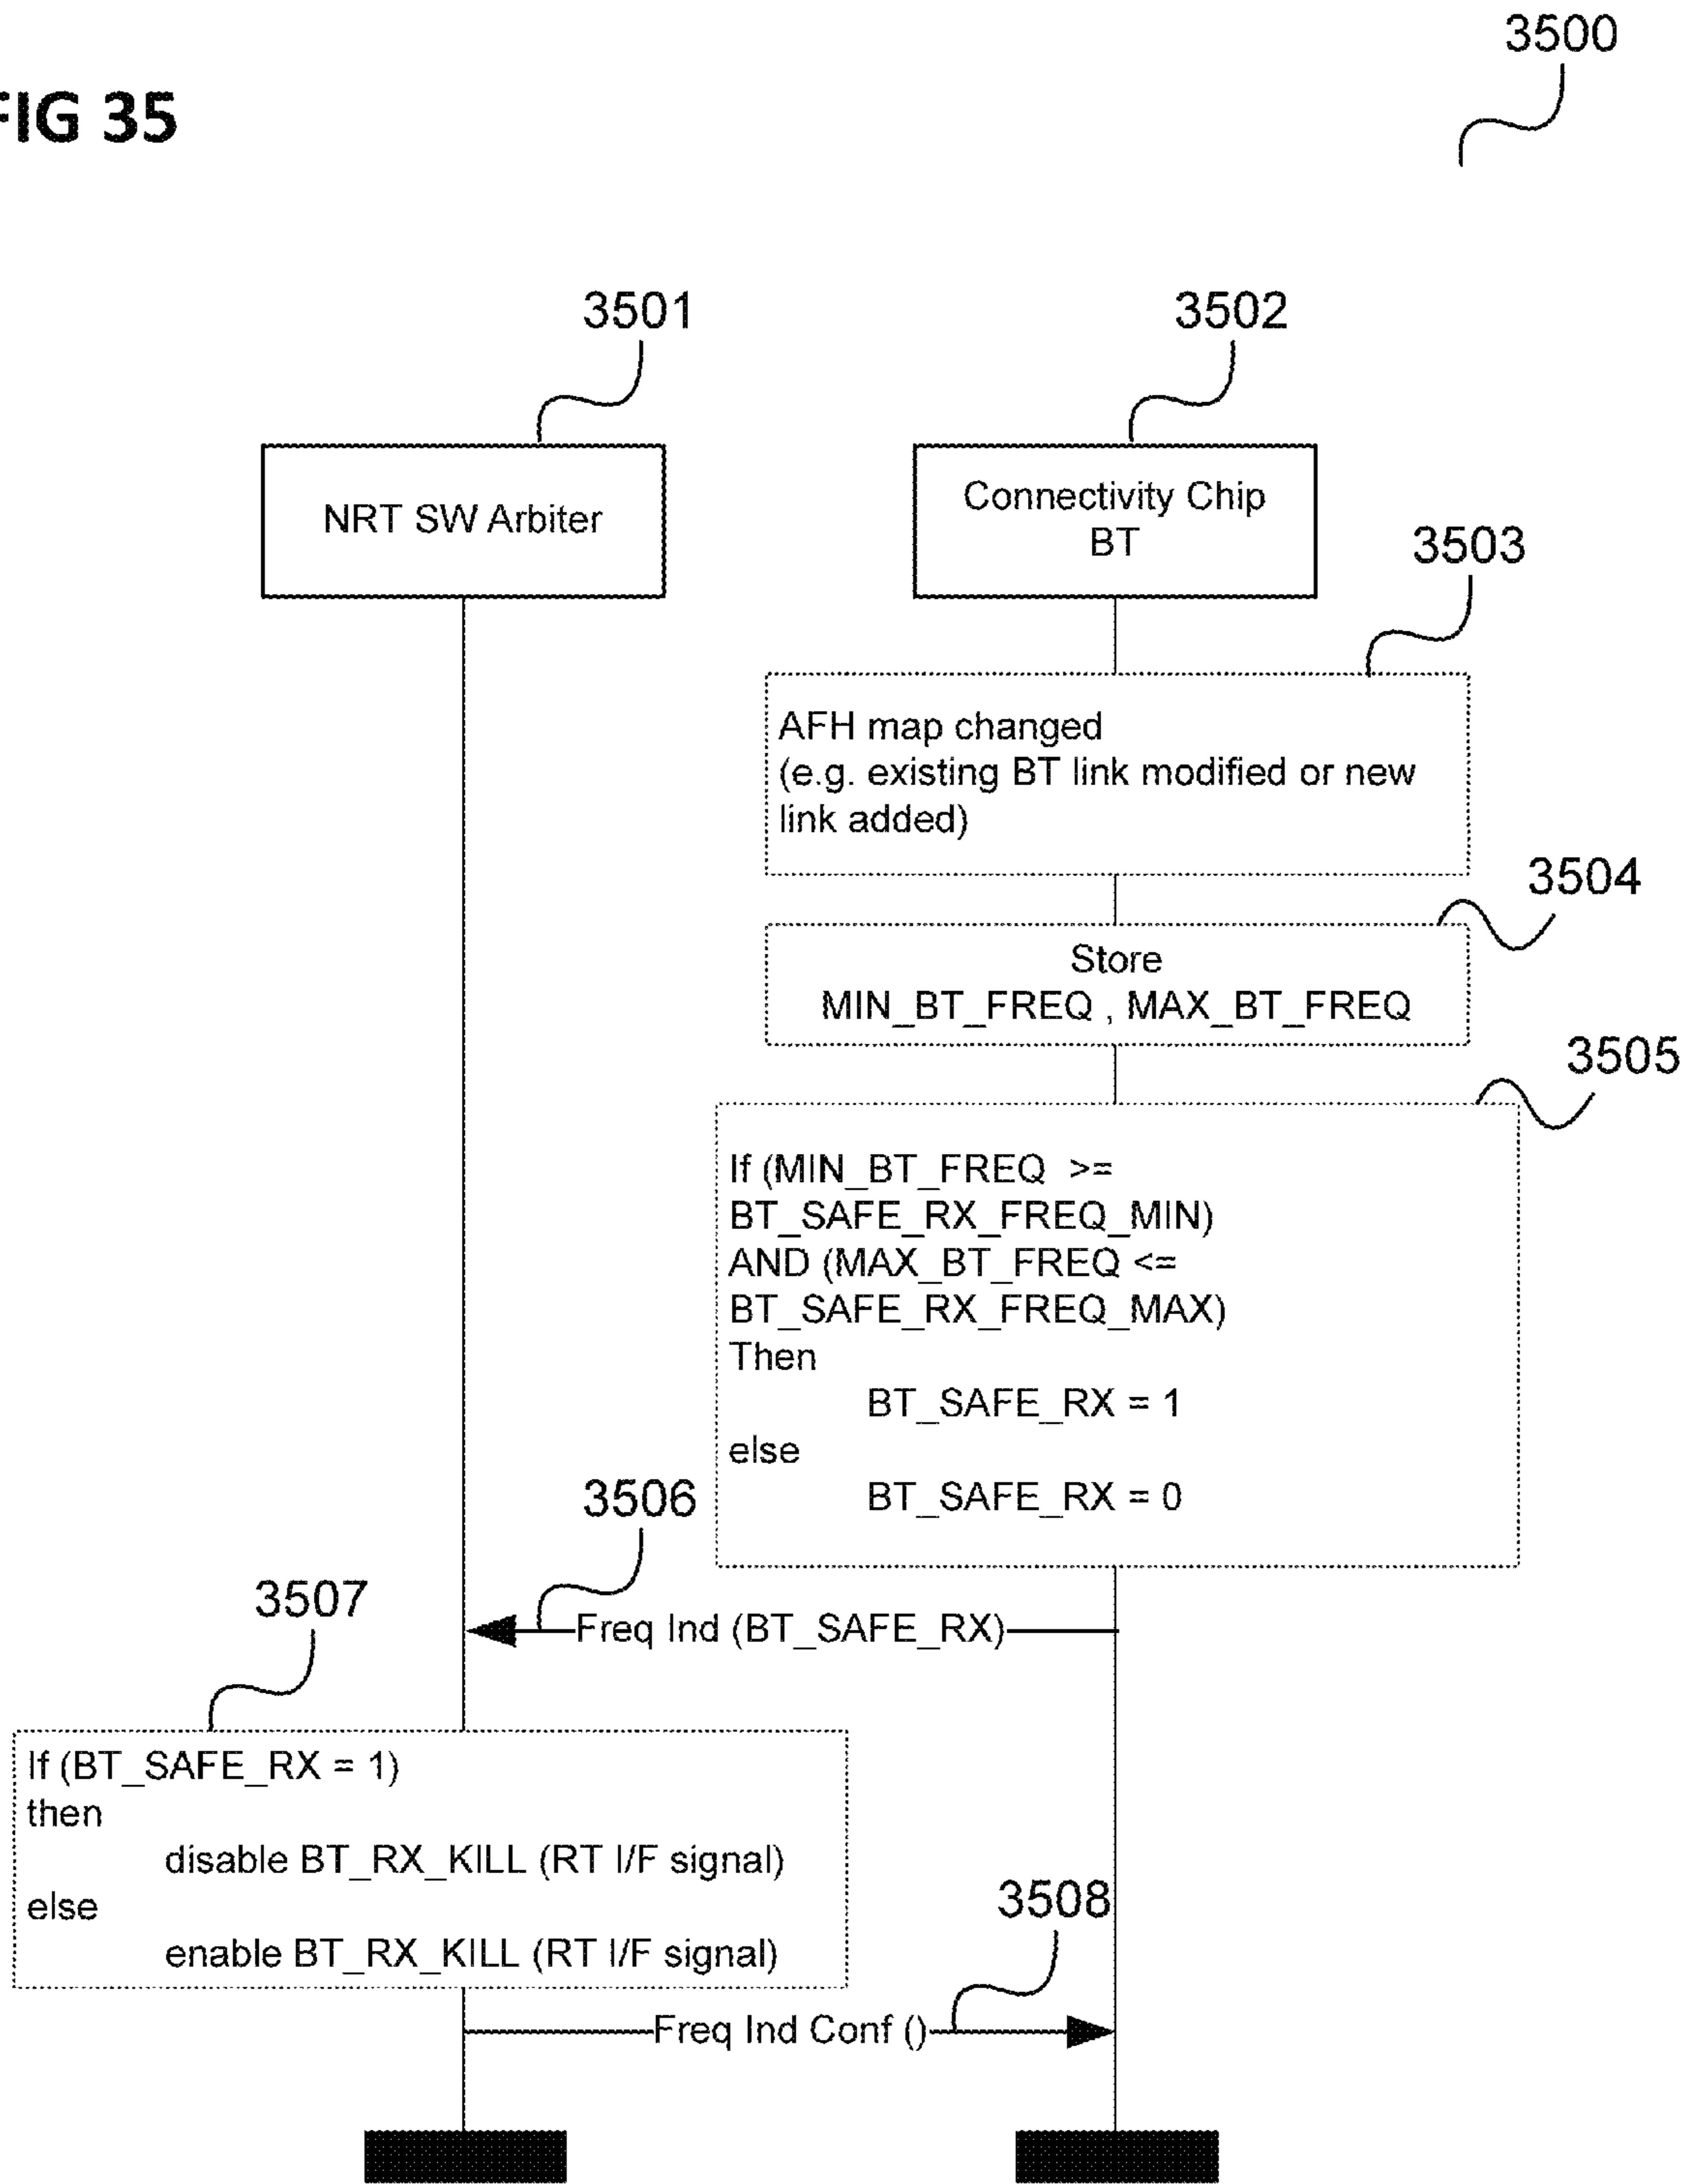 3500
FIG 35
3501
3502
NRT SW Arbiter
Connectivity Chip
BT
3503
AFH map changed
(e.g. existing BT link modified or new
link added)
3504
Store
MIN_BT_FREQ , MAX_BT_FREQ
3505
If (MIN_BT_FREQ >=
BT_SAFE_RX_FREQ_MIN)
AND (MAX_BT_FREQ <=
BT_SAFE_RX_FREQ_MAX)
Then
BT_SAFE_RX = 1
else
BT_SAFE_RX = 0
3506
Freq Ind (BT_SAFE_RX)
3507
If (BT_SAFE_RX = 1)
then
disable BT_RX_KILL (RT I/F signal)
else
enable BT_RX_KILL (RT I/F signal)
3508
Freq Ind Conf ()